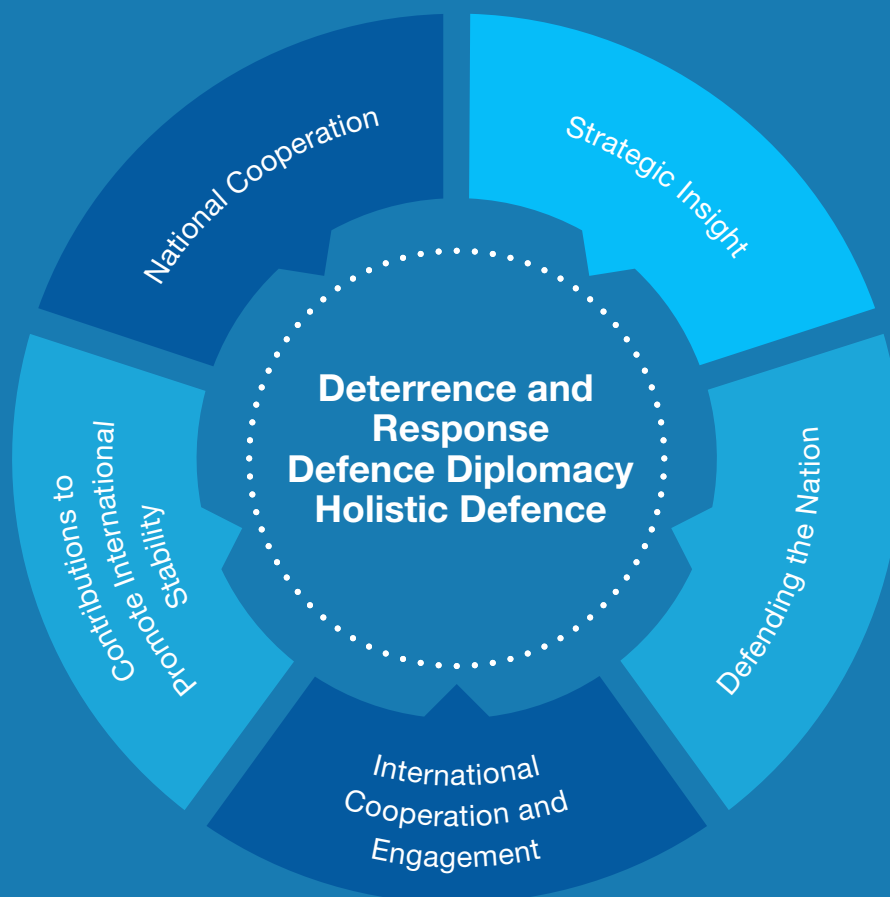 National Cooperation
Strategic Insight
Deterrence and
Response
Defence Diplomacy
Holistic Defence
Contributions to
Promote International
Stability
Defending the Nation
International
Cooperation and
Engagement